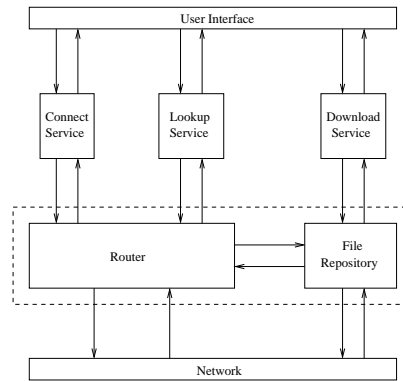 User Interface
Connect
Service
Lookup
Service
Download
Service
Router
File
Repository
Network